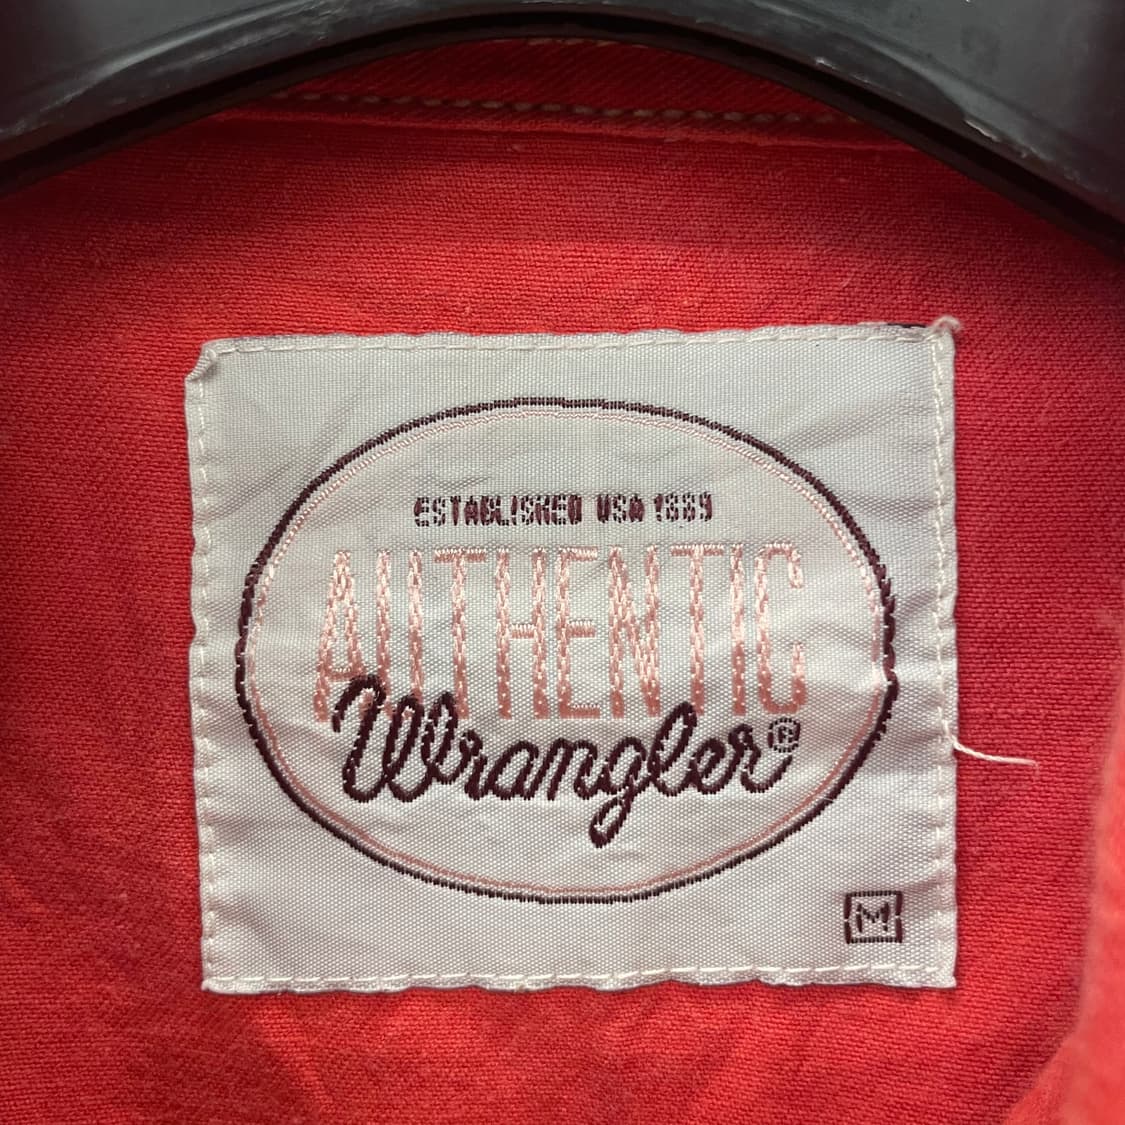 ESTABLISHED USA 1889
AUTHENTIC
Wrangler®
M